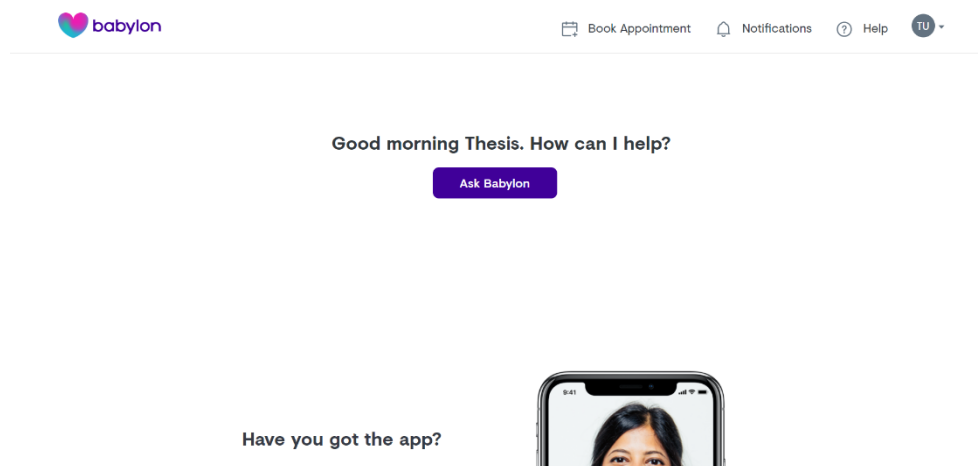 babylon
Book Appointment
Notifications
Help
TU
Good morning Thesis. How can I help?
Ask Babylon
9:41
Have you got the app?